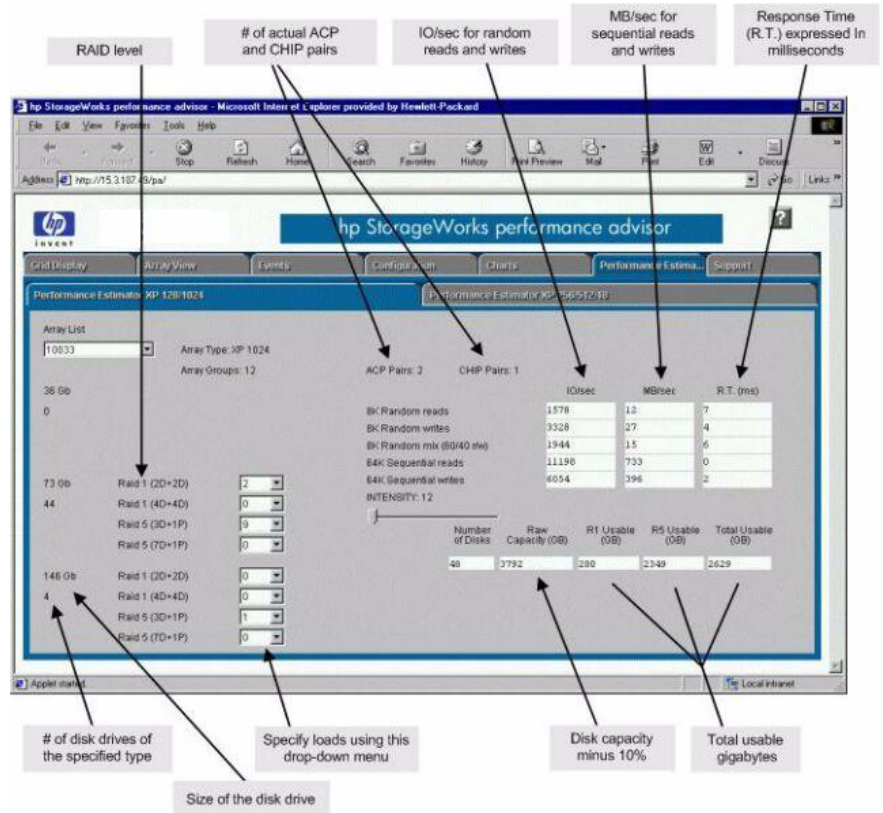 RAID level
# of actual ACP
and CHIP pairs
IO/sec for random
reads and writes
MB/sec for
sequential reads
and writes
Response Time
(R.T.) expressed In
milliseconds
hp StorageWorks performance advisor - Microsoft Internet Explorer provided by Hewlett-Packard
File Edit View Favorites Tools Help
Back Forward Stop Refresh Home Search Favorites History Print Preview Mail Print Edit Discuss
Address http://15.3.107.49/pa/ Go Links
hp
invent
hp StorageWorks performance advisor
?
Grid Display Array View Events Configuration Charts Performance Estima... Support
Performance Estimator XP 128/1024 Performance Estimator XP 256/512/48
Array List
10033 Array Type: XP 1024
Array Groups: 12 ACP Pairs: 2 CHIP Pairs: 1
36 Gb IO/sec MB/sec R.T. (ms)
0 8K Random reads 1578 12 7
8K Random writes 3328 27 4
8K Random mix (60/40 r/w) 1944 15 6
64K Sequential reads 11198 733 0
73 Gb Raid 1 (2D+2D) 2 64K Sequential writes 6054 396 2
44 Raid 1 (4D+4D) 0 INTENSITY: 12
Raid 5 (3D+1P) 9
Raid 5 (7D+1P) 0
Number
of Disks
Raw
Capacity (GB)
R1 Usable
(GB)
R5 Usable
(GB)
Total Usable
(GB)
48 3792 280 2349 2629
146 Gb Raid 1 (2D+2D) 0
4 Raid 1 (4D+4D) 0
Raid 5 (3D+1P) 1
Raid 5 (7D+1P) 0
Applet started. Local intranet
# of disk drives of
the specified type
Specify loads using this
drop-down menu
Disk capacity
minus 10%
Total usable
gigabytes
Size of the disk drive